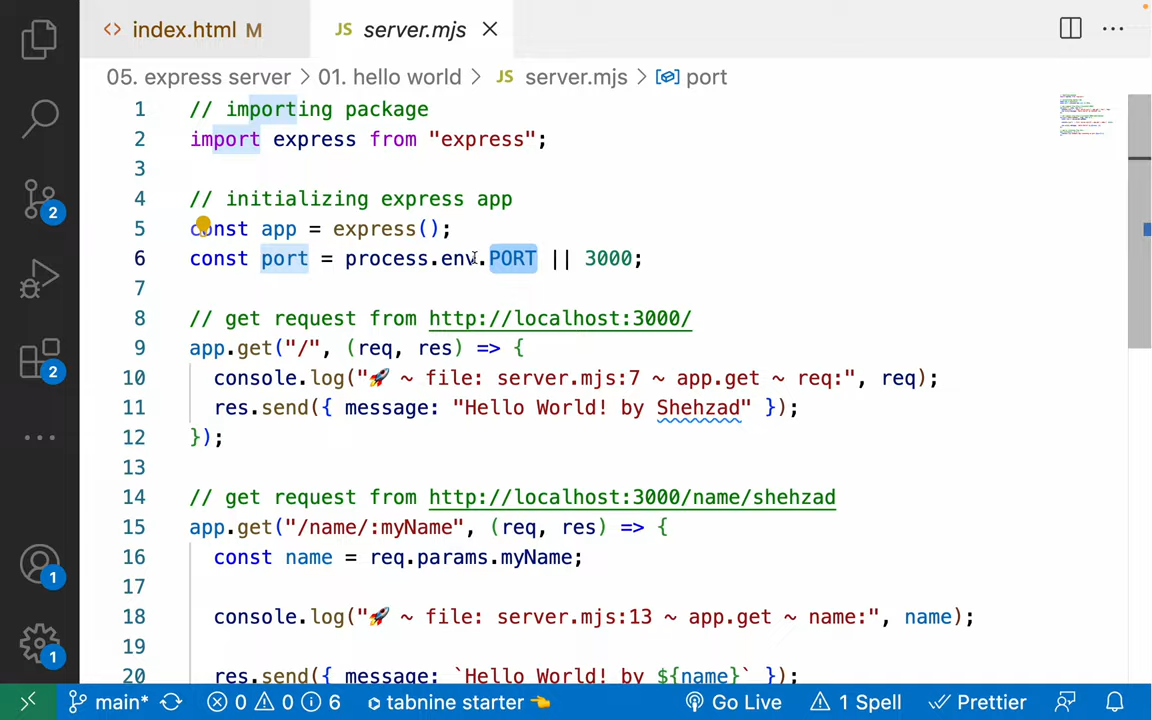 <> index.html M
JS server.mjs
05. express server > 01. hello world > JS server.mjs > port
1 // importing package
2 import express from "express";
3
4 // initializing express app
5 const app = express();
6 const port = process.env.PORT || 3000;
7
8 // get request from http://localhost:3000/
9 app.get("/", (req, res) => {
10 console.log("🚀 ~ file: server.mjs:7 ~ app.get ~ req:", req);
11 res.send({ message: "Hello World! by Shehzad" });
12 });
13
14 // get request from http://localhost:3000/name/shehzad
15 app.get("/name/:myName", (req, res) => {
16 const name = req.params.myName;
17
18 console.log("🚀 ~ file: server.mjs:13 ~ app.get ~ name:", name);
19
20 res.send({ message: `Hello World! by ${name}` });
2
2
1
1
main* 0 0 6 tabnine starter 👈 Go Live 1 Spell Prettier